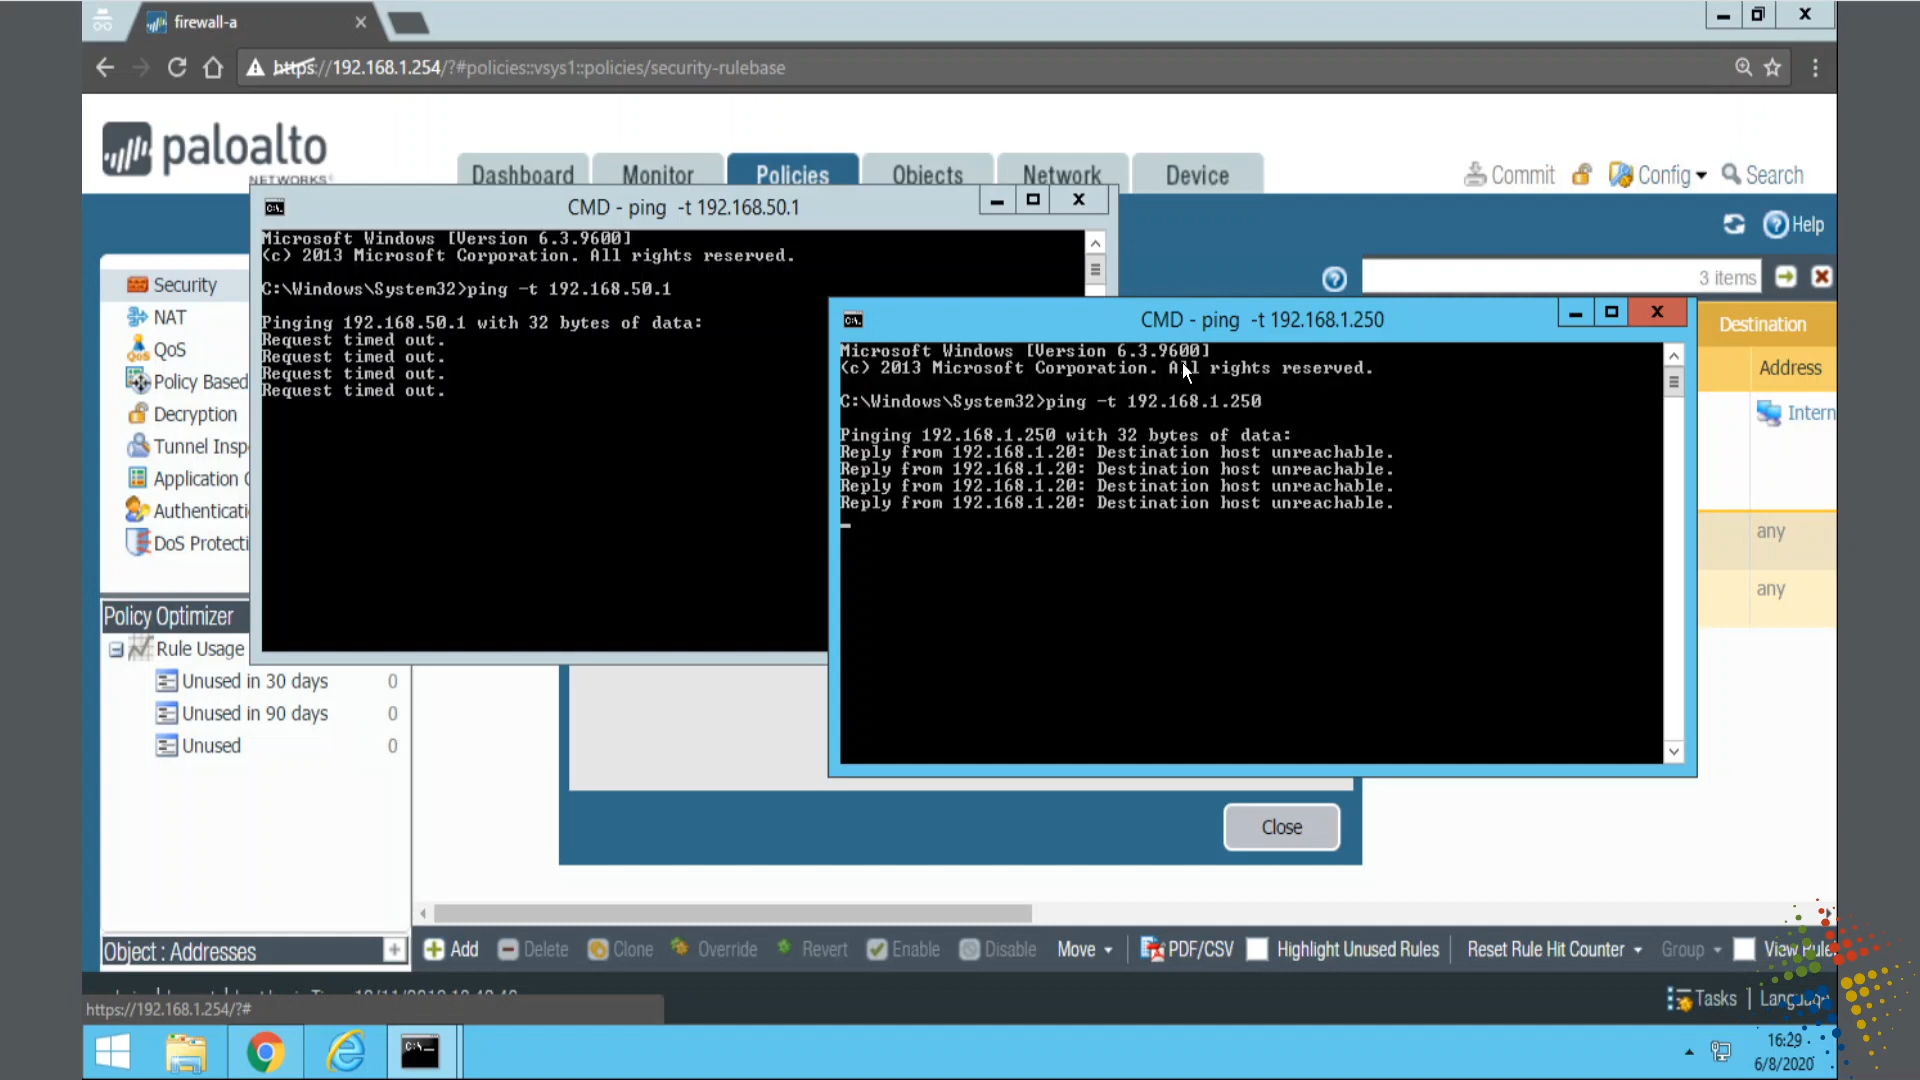 firewall-a
https://192.168.1.254/?#policies::vsys1::policies/security-rulebase
paloalto
NETWORKS
Dashboard
Monitor
Policies
Objects
Network
Device
Commit
Config
Search
Help
3 items
CMD - ping -t 192.168.50.1
Microsoft Windows [Version 6.3.9600]
(c) 2013 Microsoft Corporation. All rights reserved.
C:\Windows\System32>ping -t 192.168.50.1
Pinging 192.168.50.1 with 32 bytes of data:
Request timed out.
Request timed out.
Request timed out.
Request timed out.
CMD - ping -t 192.168.1.250
Microsoft Windows [Version 6.3.9600]
(c) 2013 Microsoft Corporation. All rights reserved.
C:\Windows\System32>ping -t 192.168.1.250
Pinging 192.168.1.250 with 32 bytes of data:
Reply from 192.168.1.20: Destination host unreachable.
Reply from 192.168.1.20: Destination host unreachable.
Reply from 192.168.1.20: Destination host unreachable.
Reply from 192.168.1.20: Destination host unreachable.
Security
NAT
QoS
Policy Based
Decryption
Tunnel Insp
Application
Authenticati
DoS Protecti
Destination
Address
Intern
any
any
Policy Optimizer
Rule Usage
Unused in 30 days 0
Unused in 90 days 0
Unused 0
Close
Object : Addresses
Add
Delete
Clone
Override
Revert
Enable
Disable
Move
PDF/CSV
Highlight Unused Rules
Reset Rule Hit Counter
Group
View Rule
https://192.168.1.254/?#
Tasks
Language
16:29
6/8/2020